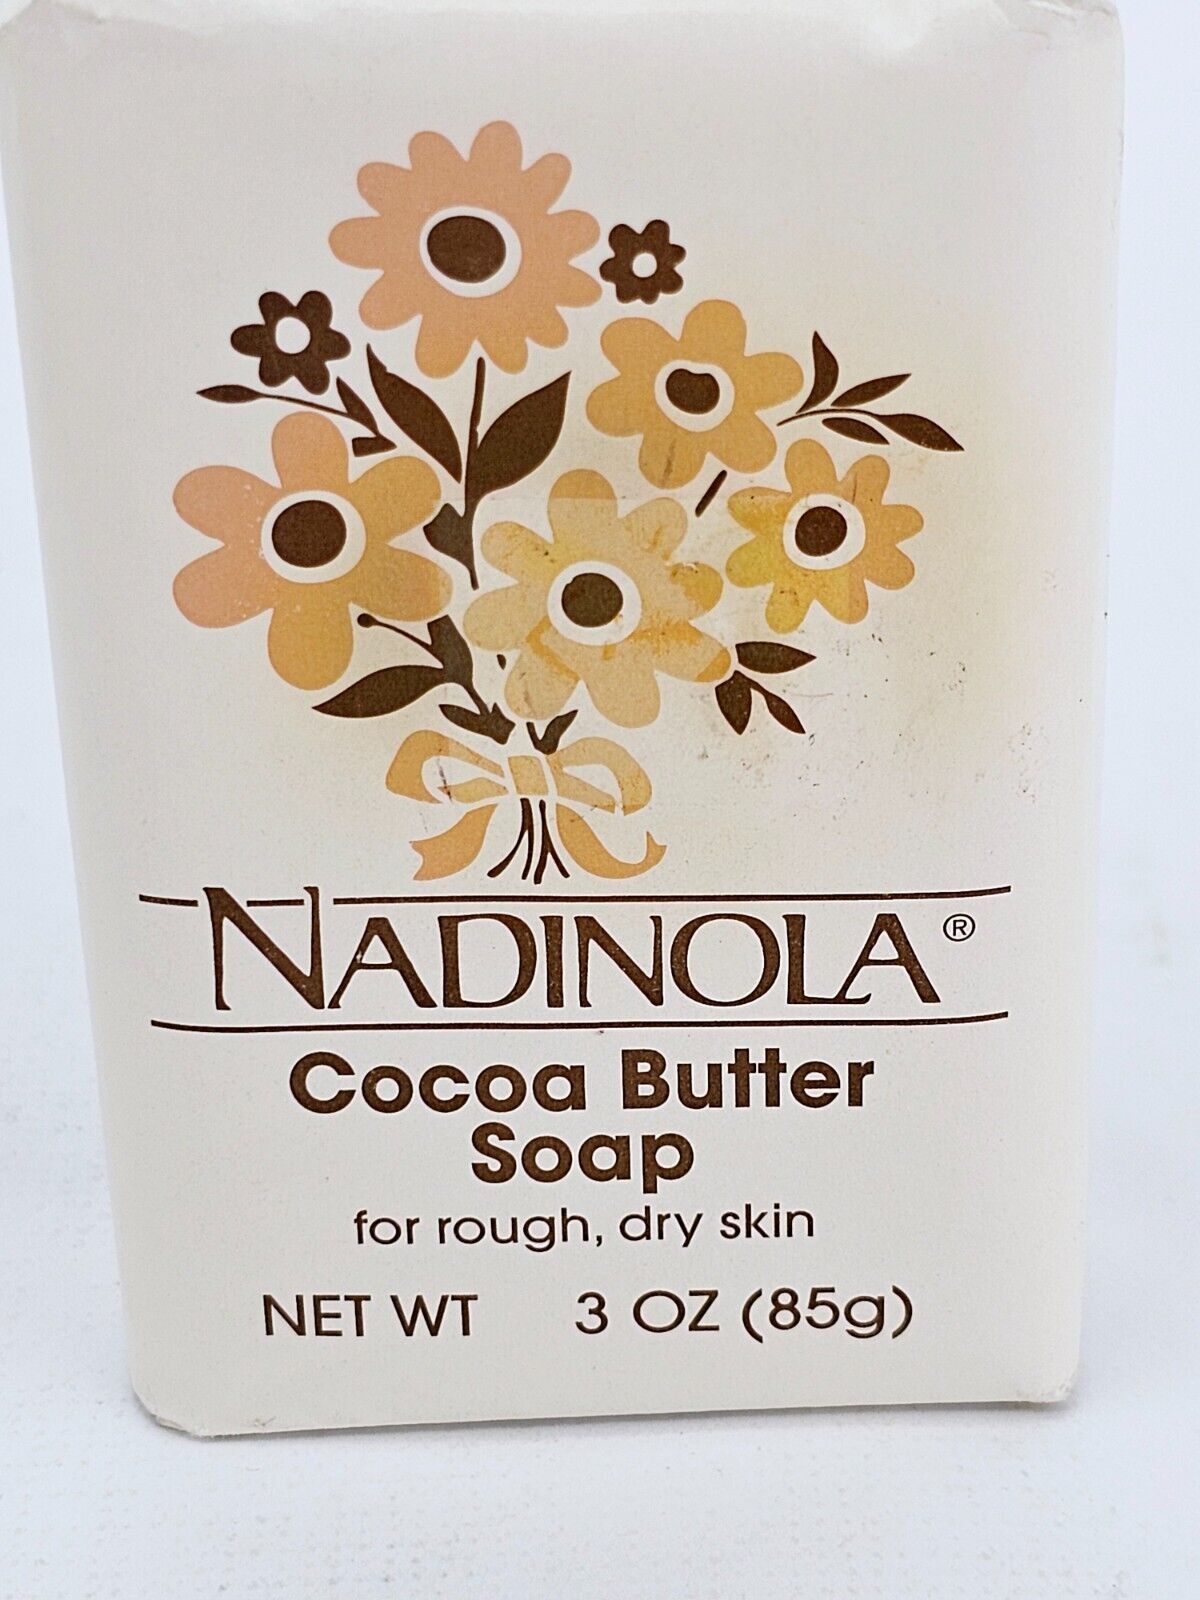 NADINOLA®
Cocoa Butter
Soap
for rough, dry skin
NET WT 3 OZ (85g)